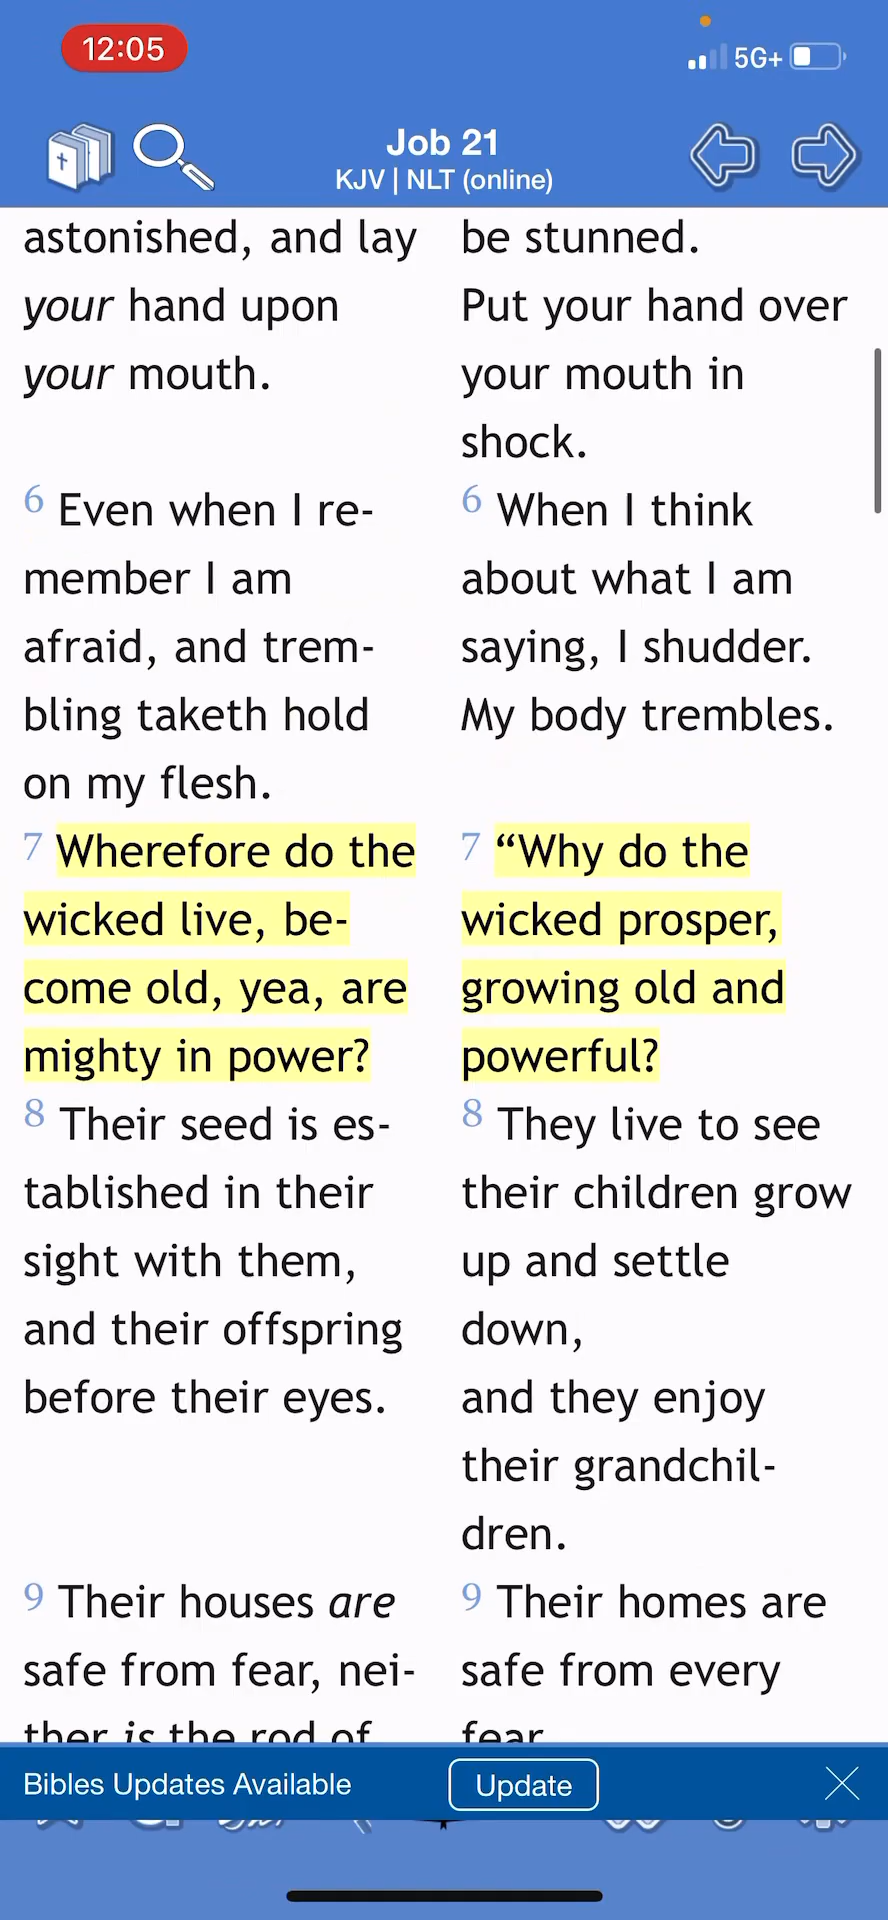 12:05
5G+
Job 21
KJV | NLT (online)
astonished, and lay
your hand upon
your mouth.
6 Even when I re-
member I am
afraid, and trem-
bling taketh hold
on my flesh.
7 Wherefore do the
wicked live, be-
come old, yea, are
mighty in power?
8 Their seed is es-
tablished in their
sight with them,
and their offspring
before their eyes.
9 Their houses are
safe from fear, nei-
ther is the rod of
be stunned.
Put your hand over
your mouth in
shock.
6 When I think
about what I am
saying, I shudder.
My body trembles.
7 “Why do the
wicked prosper,
growing old and
powerful?
8 They live to see
their children grow
up and settle
down,
and they enjoy
their grandchil-
dren.
9 Their homes are
safe from every
fear
Bibles Updates Available
Update